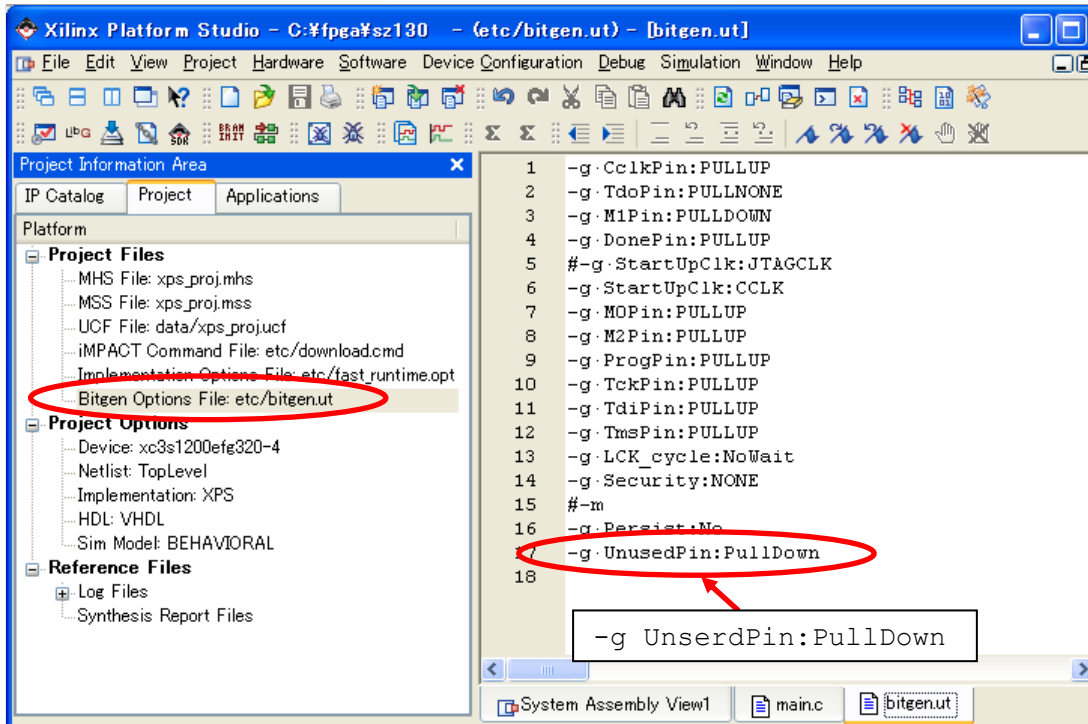 Xilinx Platform Studio - C:¥fpga¥sz130 - (etc/bitgen.ut) - [bitgen.ut]
File Edit View Project Hardware Software Device Configuration Debug Simulation Window Help
Project Information Area
IP Catalog Project Applications
Platform
Project Files
MHS File: xps_proj.mhs
MSS File: xps_proj.mss
UCF File: data/xps_proj.ucf
iMPACT Command File: etc/download.cmd
Implementation Options File: etc/fast_runtime.opt
Bitgen Options File: etc/bitgen.ut
Project Options
Device: xc3s1200efg320-4
Netlist: TopLevel
Implementation: XPS
HDL: VHDL
Sim Model: BEHAVIORAL
Reference Files
Log Files
Synthesis Report Files
1 -g·CclkPin:PULLUP
2 -g·TdoPin:PULLNONE
3 -g·M1Pin:PULLDOWN
4 -g·DonePin:PULLUP
5 #-g·StartUpClk:JTAGCLK
6 -g·StartUpClk:CCLK
7 -g·M0Pin:PULLUP
8 -g·M2Pin:PULLUP
9 -g·ProgPin:PULLUP
10 -g·TckPin:PULLUP
11 -g·TdiPin:PULLUP
12 -g·TmsPin:PULLUP
13 -g·LCK_cycle:NoWait
14 -g·Security:NONE
15 #-m
16 -g·Persist:No
17 -g·UnusedPin:PullDown
18
-g UnserdPin:PullDown
System Assembly View1 main.c bitgen.ut